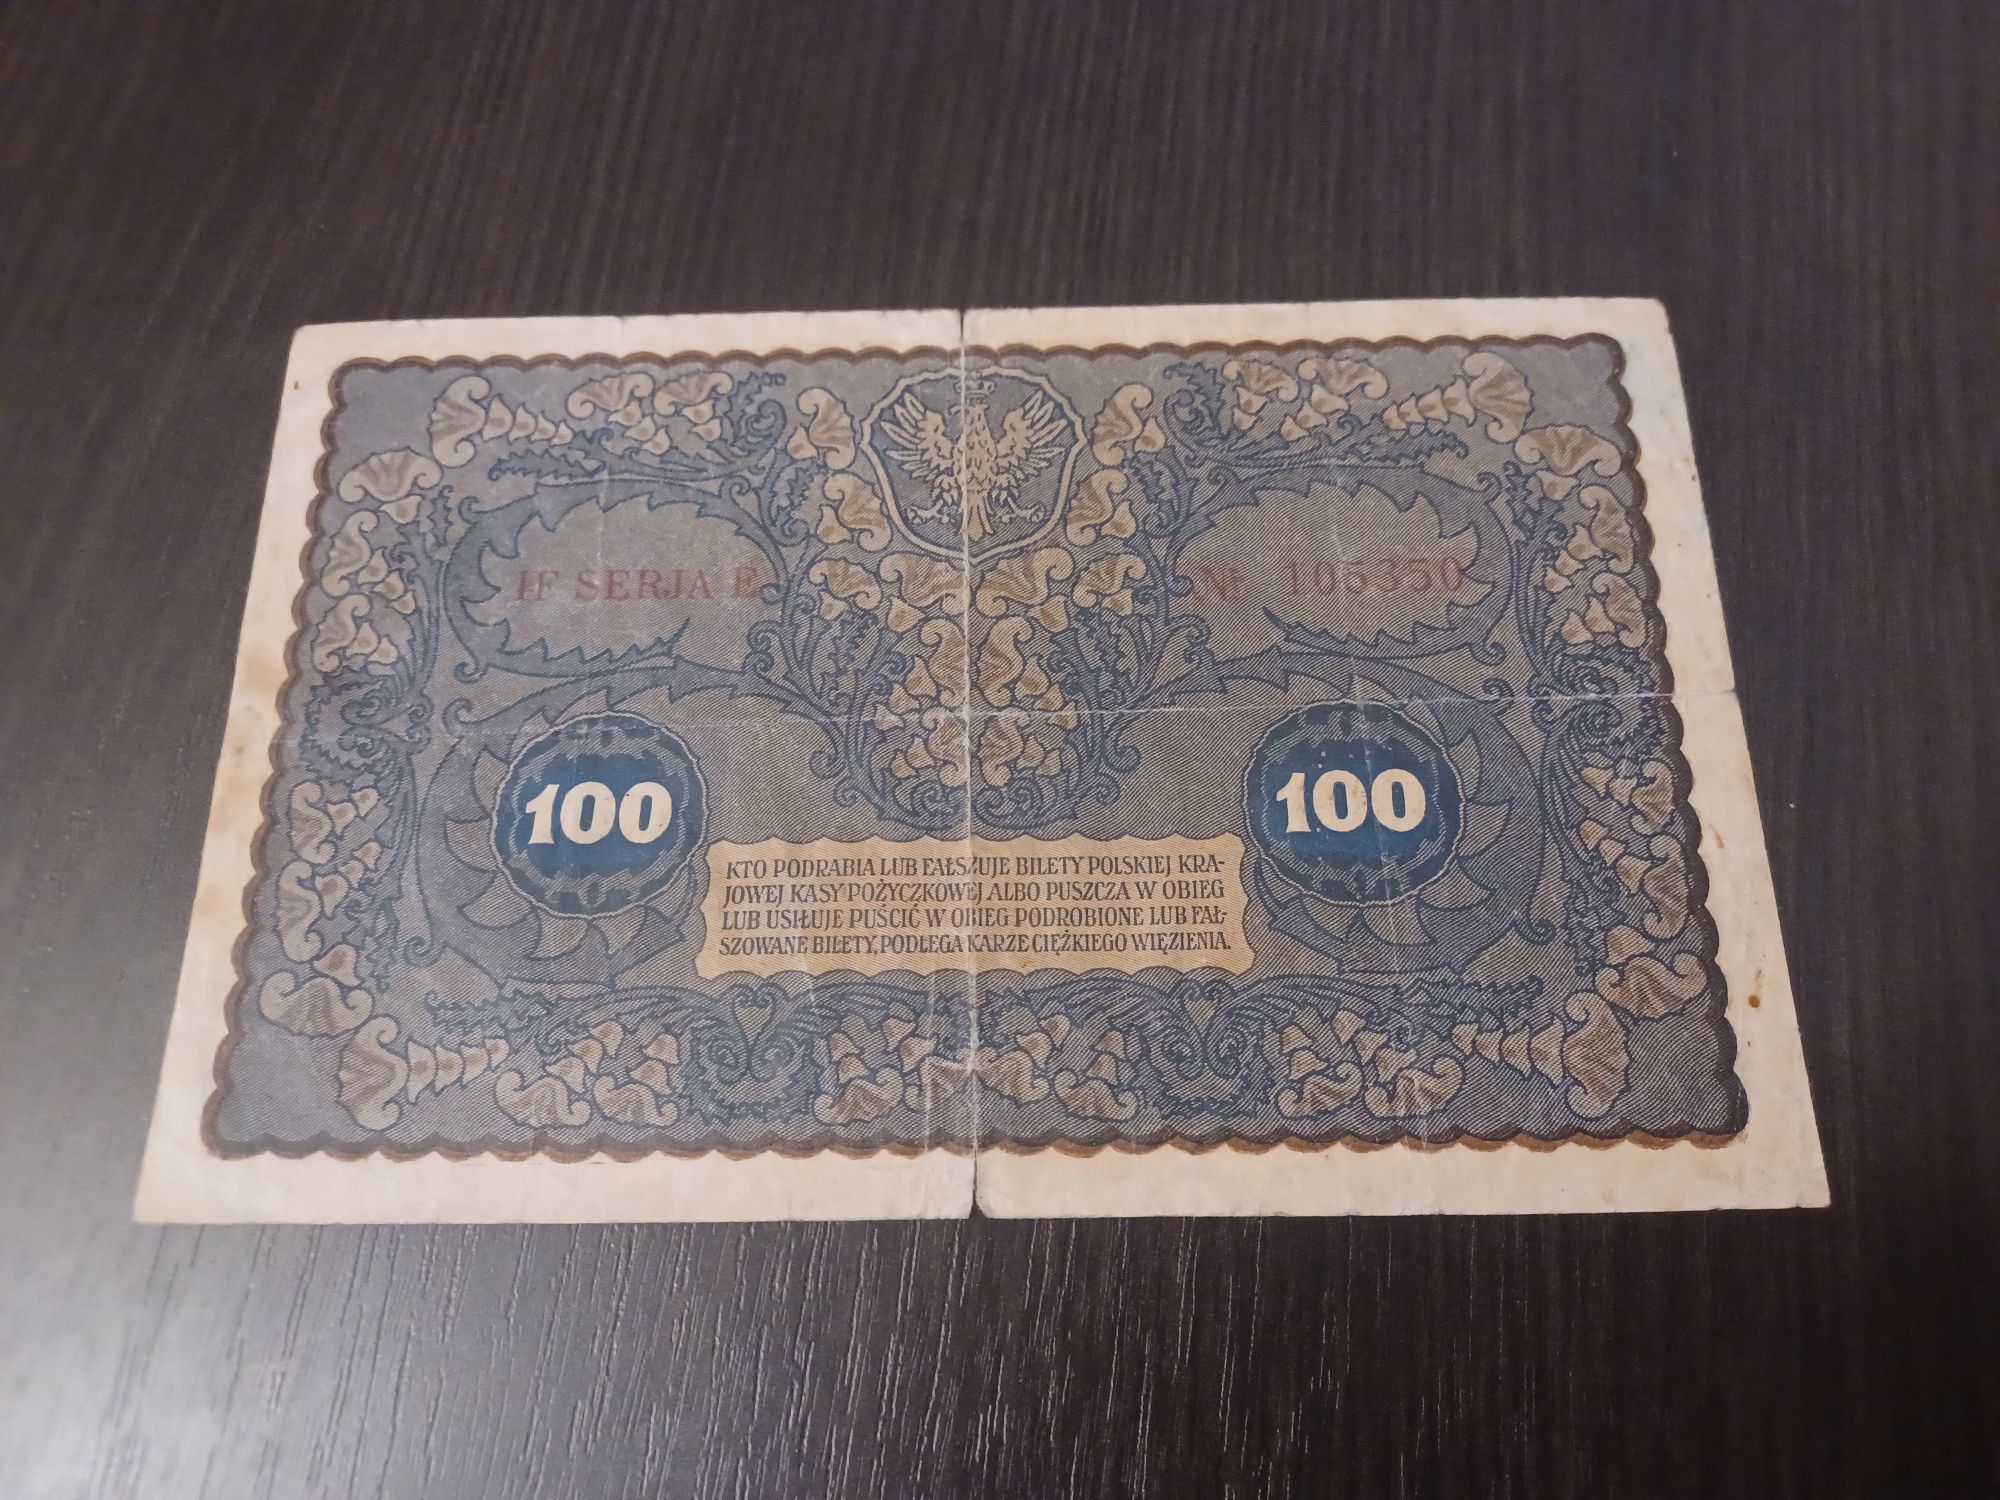 IF SERJA E № 105350
100 100
KTO PODRABIA LUB FAŁSZUJE BILETY POLSKIEJ KRA-
JOWEJ KASY POŻYCZKOWEJ ALBO PUSZCZA W OBIEG
LUB USIŁUJE PUŚCIĆ W OBIEG PODROBIONE LUB FAŁ-
SZOWANE BILETY, PODLEGA KARZE CIĘŻKIEGO WIĘZIENIA.